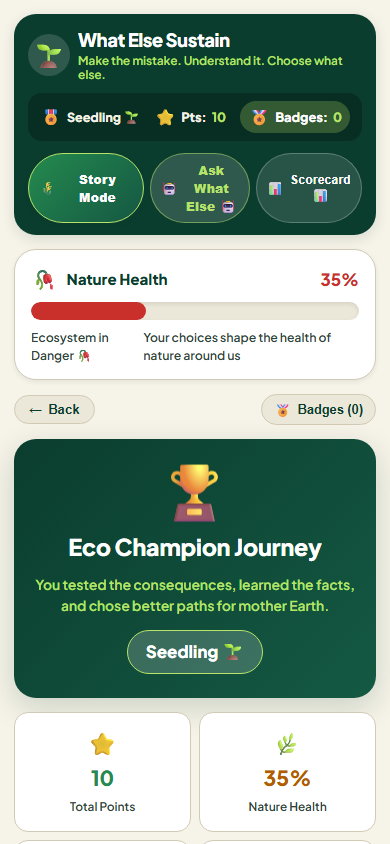 What Else Sustain
Make the mistake. Understand it. Choose what
else.
Seedling 🌱 ⭐ Pts: 10 🏅 Badges: 0
Story
Mode
Ask
What
Else 🤖
Scorecard
📊
Nature Health 35%
Ecosystem in
Danger 🥀
Your choices shape the health of
nature around us
← Back
Badges (0)
Eco Champion Journey
You tested the consequences, learned the facts,
and chose better paths for mother Earth.
Seedling 🌱
10
Total Points
35%
Nature Health